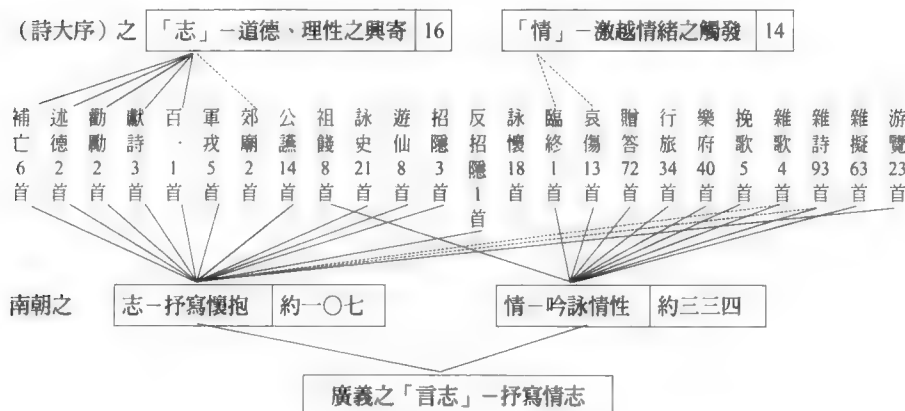 （詩大序）之 「志」－道德、理性之興寄 16 「情」－激越情緒之觸發 14
補亡6首
述德2首
勸勵2首
獻詩3首
百．1首
軍戎5首
郊廟2首
公讌14首
祖餞8首
詠史21首
遊仙8首
招隱3首
反招隱1首
詠懷18首
臨終1首
哀傷13首
贈答72首
行旅34首
樂府40首
挽歌5首
雜歌4首
雜詩93首
雜擬63首
游覽23首
南朝之 志－抒寫懷抱 約一〇七 情－吟詠情性 約三三四
廣義之「言志」－抒寫情志